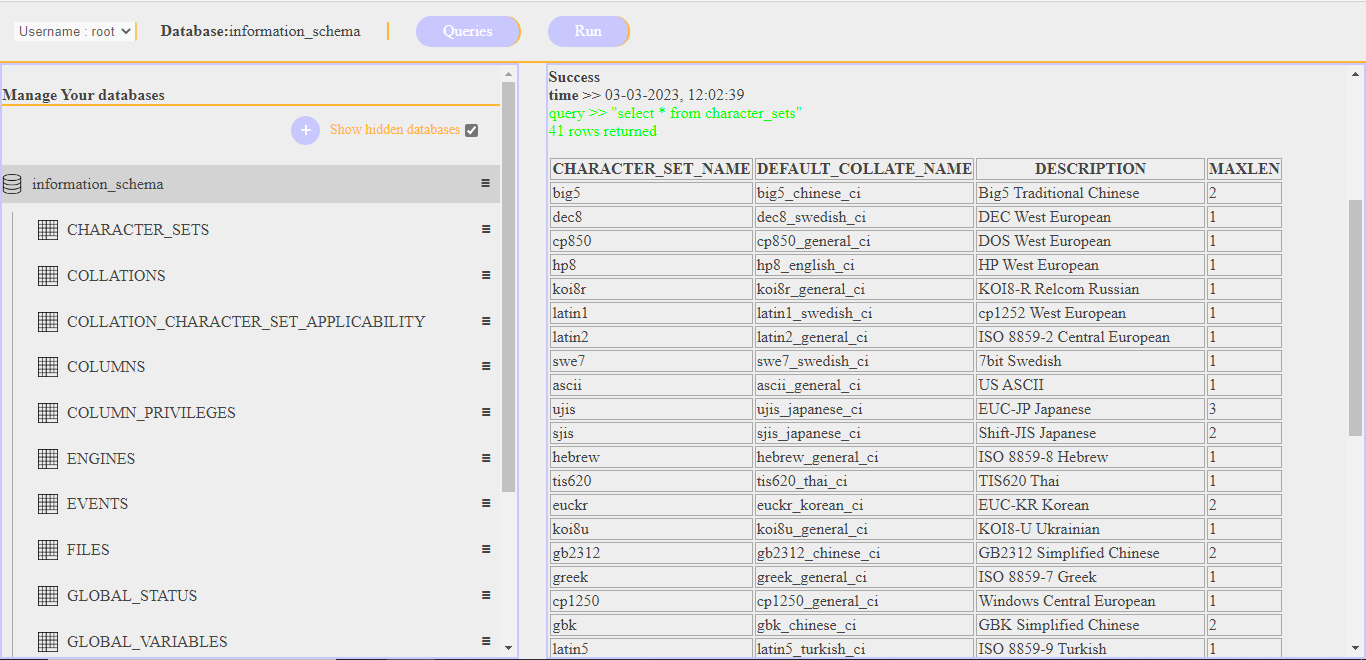 Username : root Database:information_schema Queries Run
Manage Your databases
+ Show hidden databases
information_schema
CHARACTER_SETS
COLLATIONS
COLLATION_CHARACTER_SET_APPLICABILITY
COLUMNS
COLUMN_PRIVILEGES
ENGINES
EVENTS
FILES
GLOBAL_STATUS
GLOBAL_VARIABLES
Success
time >> 03-03-2023, 12:02:39
query >> "select * from character_sets"
41 rows returned
CHARACTER_SET_NAME DEFAULT_COLLATE_NAME DESCRIPTION MAXLEN
big5 big5_chinese_ci Big5 Traditional Chinese 2
dec8 dec8_swedish_ci DEC West European 1
cp850 cp850_general_ci DOS West European 1
hp8 hp8_english_ci HP West European 1
koi8r koi8r_general_ci KOI8-R Relcom Russian 1
latin1 latin1_swedish_ci cp1252 West European 1
latin2 latin2_general_ci ISO 8859-2 Central European 1
swe7 swe7_swedish_ci 7bit Swedish 1
ascii ascii_general_ci US ASCII 1
ujis ujis_japanese_ci EUC-JP Japanese 3
sjis sjis_japanese_ci Shift-JIS Japanese 2
hebrew hebrew_general_ci ISO 8859-8 Hebrew 1
tis620 tis620_thai_ci TIS620 Thai 1
euckr euckr_korean_ci EUC-KR Korean 2
koi8u koi8u_general_ci KOI8-U Ukrainian 1
gb2312 gb2312_chinese_ci GB2312 Simplified Chinese 2
greek greek_general_ci ISO 8859-7 Greek 1
cp1250 cp1250_general_ci Windows Central European 1
gbk gbk_chinese_ci GBK Simplified Chinese 2
latin5 latin5_turkish_ci ISO 8859-9 Turkish 1